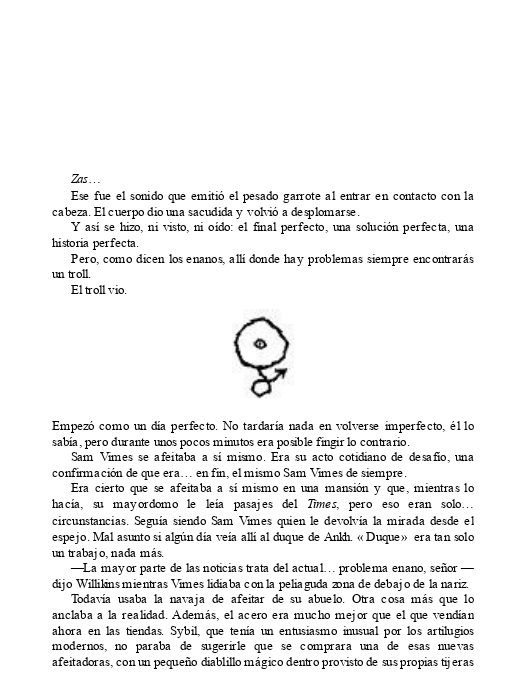 Zas…
Ese fue el sonido que emitió el pesado garrote al entrar en contacto con la
cabeza. El cuerpo dio una sacudida y volvió a desplomarse.
Y así se hizo, ni visto, ni oído: el final perfecto, una solución perfecta, una
historia perfecta.
Pero, como dicen los enanos, allí donde hay problemas siempre encontrarás
un troll.
El troll vio.
Empezó como un día perfecto. No tardaría nada en volverse imperfecto, él lo
sabía, pero durante unos pocos minutos era posible fingir lo contrario.
Sam Vimes se afeitaba a sí mismo. Era su acto cotidiano de desafío, una
confirmación de que era… en fin, el mismo Sam Vimes de siempre.
Era cierto que se afeitaba a sí mismo en una mansión y que, mientras lo
hacía, su mayordomo le leía pasajes del Times, pero eso eran solo…
circunstancias. Seguía siendo Sam Vimes quien le devolvía la mirada desde el
espejo. Mal asunto si algún día veía allí al duque de Ankh. «Duque» era tan solo
un trabajo, nada más.
—La mayor parte de las noticias trata del actual… problema enano, señor —
dijo Willikins mientras Vimes lidiaba con la peliaguda zona de debajo de la nariz.
Todavía usaba la navaja de afeitar de su abuelo. Otra cosa más que lo
anclaba a la realidad. Además, el acero era mucho mejor que el que vendían
ahora en las tiendas. Sybil, que tenía un entusiasmo inusual por los artilugios
modernos, no paraba de sugerirle que se comprara una de esas nuevas
afeitadoras, con un pequeño diablillo mágico dentro provisto de sus propias tijeras